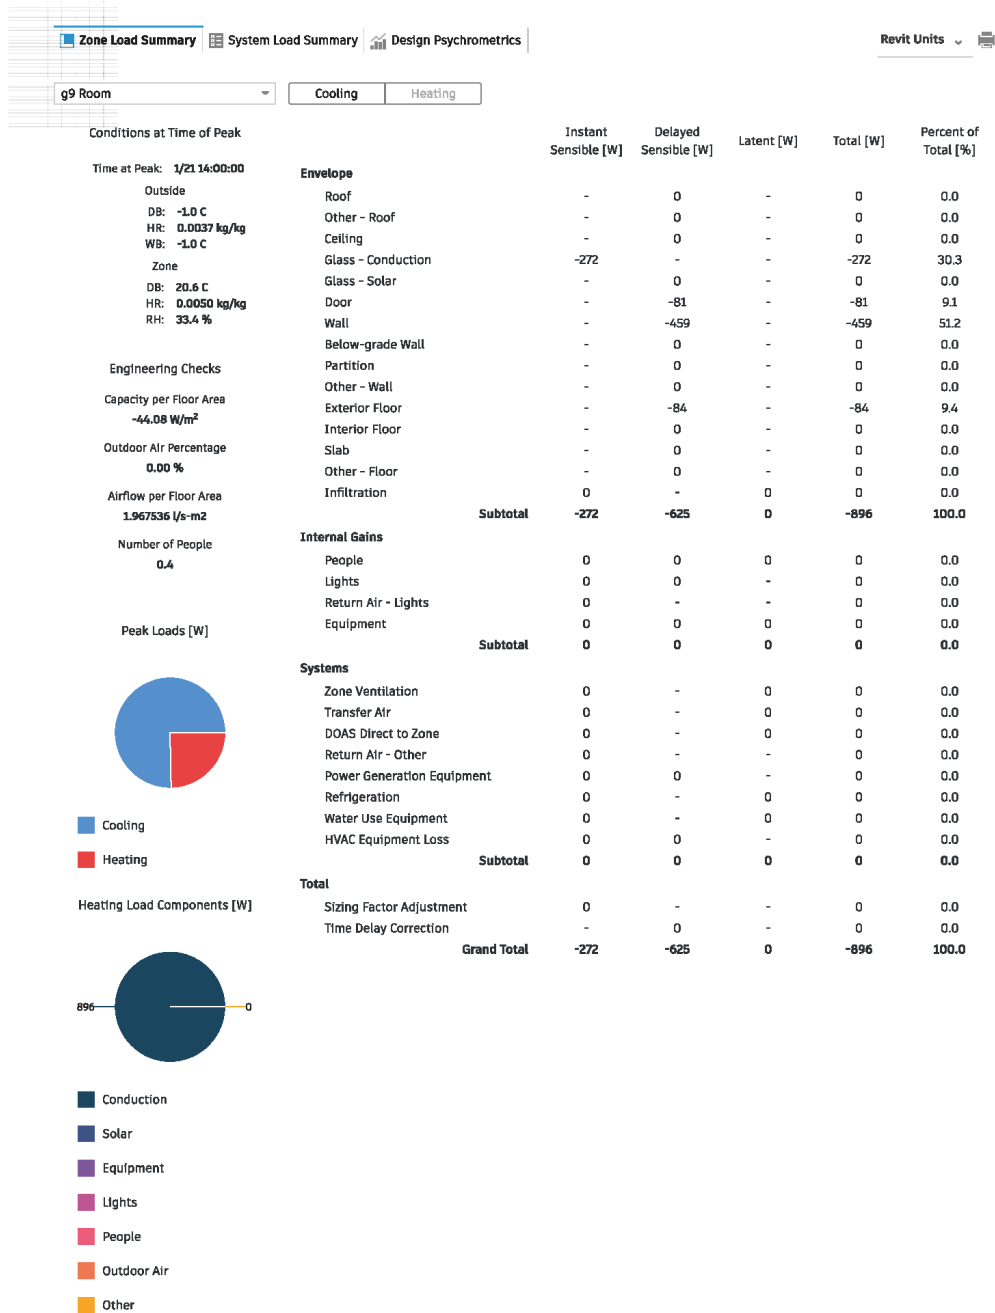 Zone Load Summary System Load Summary Design Psychrometrics Revit Units
g9 Room Cooling Heating
Conditions at Time of Peak
Time at Peak: 1/21 14:00:00
Outside
DB: -1.0 C
HR: 0.0037 kg/kg
WB: -1.0 C
Zone
DB: 20.6 C
HR: 0.0050 kg/kg
RH: 33.4 %
Engineering Checks
Capacity per Floor Area
-44.08 W/m²
Outdoor Air Percentage
0.00 %
Airflow per Floor Area
1.967536 l/s-m2
Number of People
0.4
Peak Loads [W]
Cooling
Heating
Heating Load Components [W]
896 0
Conduction
Solar
Equipment
Lights
People
Outdoor Air
Other
Instant Delayed Percent of
Sensible [W] Sensible [W] Latent [W] Total [W] Total [%]
Envelope
Roof - 0 - 0 0.0
Other - Roof - 0 - 0 0.0
Ceiling - 0 - 0 0.0
Glass - Conduction -272 - - -272 30.3
Glass - Solar - 0 - 0 0.0
Door - -81 - -81 9.1
Wall - -459 - -459 51.2
Below-grade Wall - 0 - 0 0.0
Partition - 0 - 0 0.0
Other - Wall - 0 - 0 0.0
Exterior Floor - -84 - -84 9.4
Interior Floor - 0 - 0 0.0
Slab - 0 - 0 0.0
Other - Floor - 0 - 0 0.0
Infiltration 0 - 0 0 0.0
Subtotal -272 -625 0 -896 100.0
Internal Gains
People 0 0 0 0 0.0
Lights 0 0 - 0 0.0
Return Air - Lights 0 - - 0 0.0
Equipment 0 0 0 0 0.0
Subtotal 0 0 0 0 0.0
Systems
Zone Ventilation 0 - 0 0 0.0
Transfer Air 0 - 0 0 0.0
DOAS Direct to Zone 0 - 0 0 0.0
Return Air - Other 0 - - 0 0.0
Power Generation Equipment 0 0 - 0 0.0
Refrigeration 0 - 0 0 0.0
Water Use Equipment 0 - 0 0 0.0
HVAC Equipment Loss 0 0 - 0 0.0
Subtotal 0 0 0 0 0.0
Total
Sizing Factor Adjustment 0 - - 0 0.0
Time Delay Correction - 0 - 0 0.0
Grand Total -272 -625 0 -896 100.0